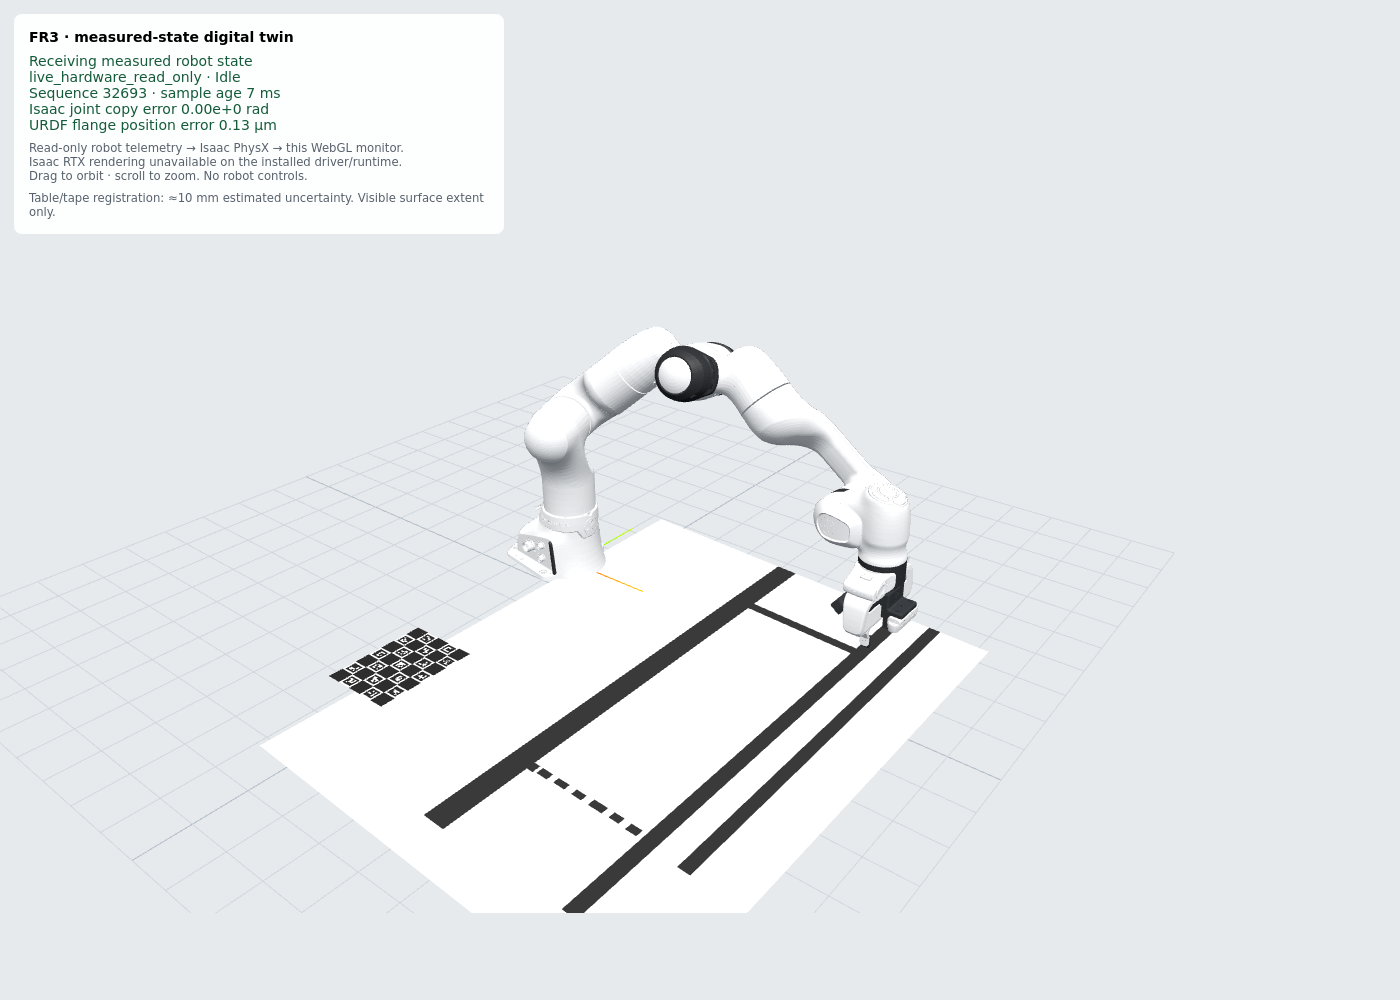 FR3 · measured-state digital twin
Receiving measured robot state
live_hardware_read_only · Idle
Sequence 32693 · sample age 7 ms
Isaac joint copy error 0.00e+0 rad
URDF flange position error 0.13 µm
Read-only robot telemetry → Isaac PhysX → this WebGL monitor.
Isaac RTX rendering unavailable on the installed driver/runtime.
Drag to orbit · scroll to zoom. No robot controls.
Table/tape registration: ≈10 mm estimated uncertainty. Visible surface extent
only.